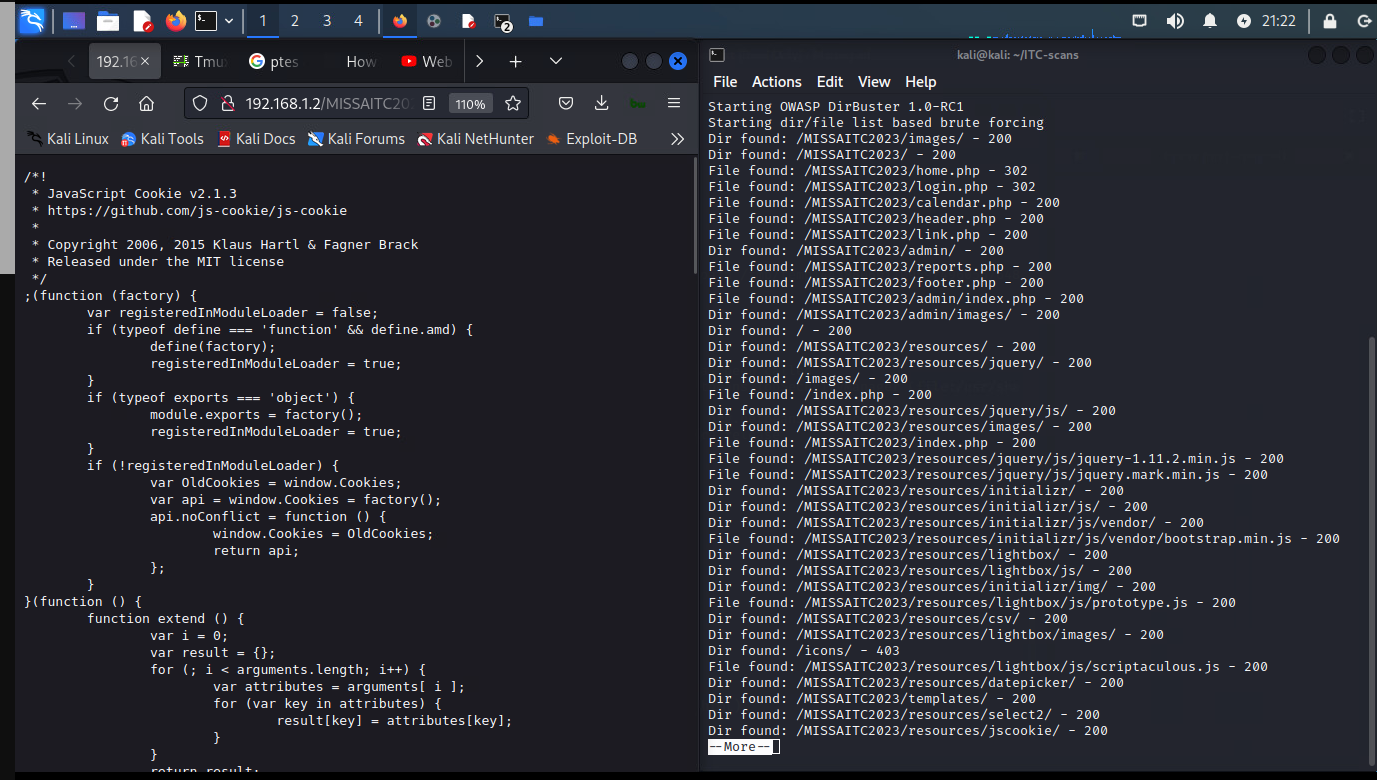 1 2 3 4
2
21:22
192.16
Tmu
ptes
How
Web
192.168.1.2/MISSAITC202
110%
Kali Linux Kali Tools Kali Docs Kali Forums Kali NetHunter Exploit-DB
/*!
 * JavaScript Cookie v2.1.3
 * https://github.com/js-cookie/js-cookie
 *
 * Copyright 2006, 2015 Klaus Hartl & Fagner Brack
 * Released under the MIT license
 */
;(function (factory) {
        var registeredInModuleLoader = false;
        if (typeof define === 'function' && define.amd) {
                define(factory);
                registeredInModuleLoader = true;
        }
        if (typeof exports === 'object') {
                module.exports = factory();
                registeredInModuleLoader = true;
        }
        if (!registeredInModuleLoader) {
                var OldCookies = window.Cookies;
                var api = window.Cookies = factory();
                api.noConflict = function () {
                        window.Cookies = OldCookies;
                        return api;
                };
        }
}(function () {
        function extend () {
                var i = 0;
                var result = {};
                for (; i < arguments.length; i++) {
                        var attributes = arguments[ i ];
                        for (var key in attributes) {
                                result[key] = attributes[key];
                        }
                }
                return result;
kali@kali: ~/ITC-scans
File Actions Edit View Help
Starting OWASP DirBuster 1.0-RC1
Starting dir/file list based brute forcing
Dir found: /MISSAITC2023/images/ - 200
Dir found: /MISSAITC2023/ - 200
File found: /MISSAITC2023/home.php - 302
File found: /MISSAITC2023/login.php - 302
File found: /MISSAITC2023/calendar.php - 200
File found: /MISSAITC2023/header.php - 200
File found: /MISSAITC2023/link.php - 200
Dir found: /MISSAITC2023/admin/ - 200
File found: /MISSAITC2023/reports.php - 200
File found: /MISSAITC2023/footer.php - 200
File found: /MISSAITC2023/admin/index.php - 200
Dir found: /MISSAITC2023/admin/images/ - 200
Dir found: / - 200
Dir found: /MISSAITC2023/resources/ - 200
Dir found: /MISSAITC2023/resources/jquery/ - 200
Dir found: /images/ - 200
File found: /index.php - 200
Dir found: /MISSAITC2023/resources/jquery/js/ - 200
Dir found: /MISSAITC2023/resources/images/ - 200
File found: /MISSAITC2023/index.php - 200
File found: /MISSAITC2023/resources/jquery/js/jquery-1.11.2.min.js - 200
File found: /MISSAITC2023/resources/jquery/js/jquery.mark.min.js - 200
Dir found: /MISSAITC2023/resources/initializr/ - 200
Dir found: /MISSAITC2023/resources/initializr/js/ - 200
Dir found: /MISSAITC2023/resources/initializr/js/vendor/ - 200
File found: /MISSAITC2023/resources/initializr/js/vendor/bootstrap.min.js - 200
Dir found: /MISSAITC2023/resources/lightbox/ - 200
Dir found: /MISSAITC2023/resources/lightbox/js/ - 200
Dir found: /MISSAITC2023/resources/initializr/img/ - 200
File found: /MISSAITC2023/resources/lightbox/js/prototype.js - 200
Dir found: /MISSAITC2023/resources/csv/ - 200
Dir found: /MISSAITC2023/resources/lightbox/images/ - 200
Dir found: /icons/ - 403
File found: /MISSAITC2023/resources/lightbox/js/scriptaculous.js - 200
Dir found: /MISSAITC2023/resources/datepicker/ - 200
Dir found: /MISSAITC2023/templates/ - 200
Dir found: /MISSAITC2023/resources/select2/ - 200
Dir found: /MISSAITC2023/resources/jscookie/ - 200
--More--